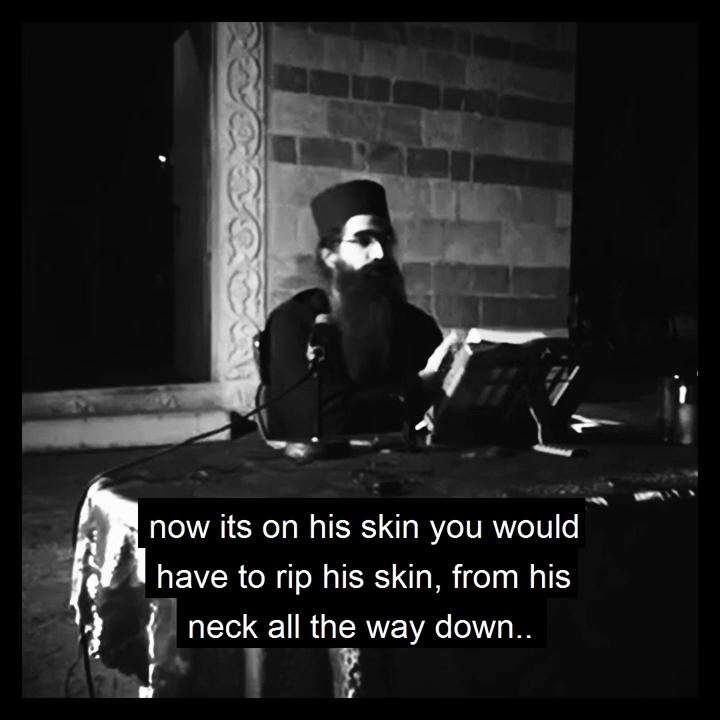 now its on his skin you would
have to rip his skin, from his
neck all the way down..